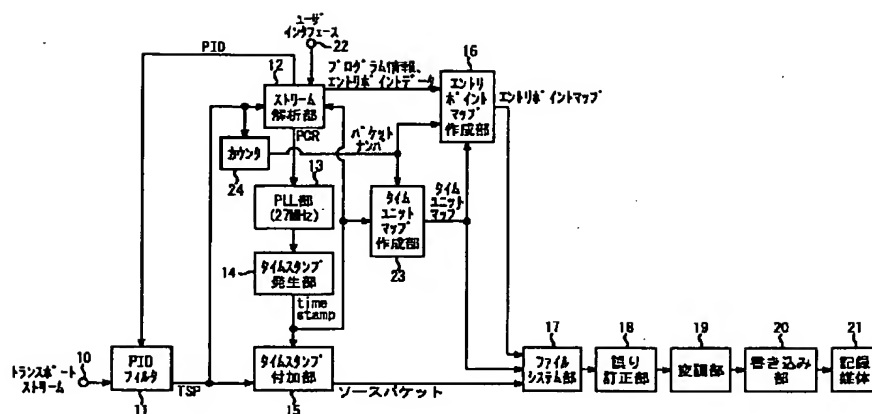 ユーザ
インタフェース
22
PID
12
プログラム情報、
エントリポイントデータ
16
ストリーム
解析部
エントリ
ポイント
マップ
作成部
エントリポイントマップ
PCR
パケット
ナンバ
カウンタ
24
13
PLL部
(27MHz)
タイム
ユニット
マップ
作成部
23
タイム
ユニット
マップ
14
タイムスタンプ
発生部
time
stamp
トランスポート
ストリーム
10
PID
フィルタ
11
TSP
タイムスタンプ
付加部
15
ソースパケット
17
ファイル
システム部
18
誤り
訂正部
19
変調部
20
書き込み
部
21
記録
媒体